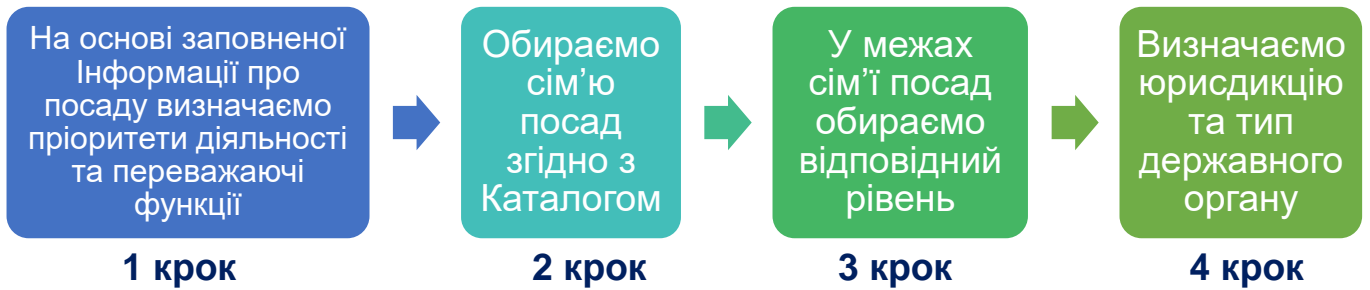 На основі заповненої
Інформації про
посаду визначаємо
пріоритети діяльності
та переважаючі
функції
Обираємо
сім’ю
посад
згідно з
Каталогом
У межах
сім’ї посад
обираємо
відповідний
рівень
Визначаємо
юрисдикцію
та тип
державного
органу
1 крок
2 крок
3 крок
4 крок